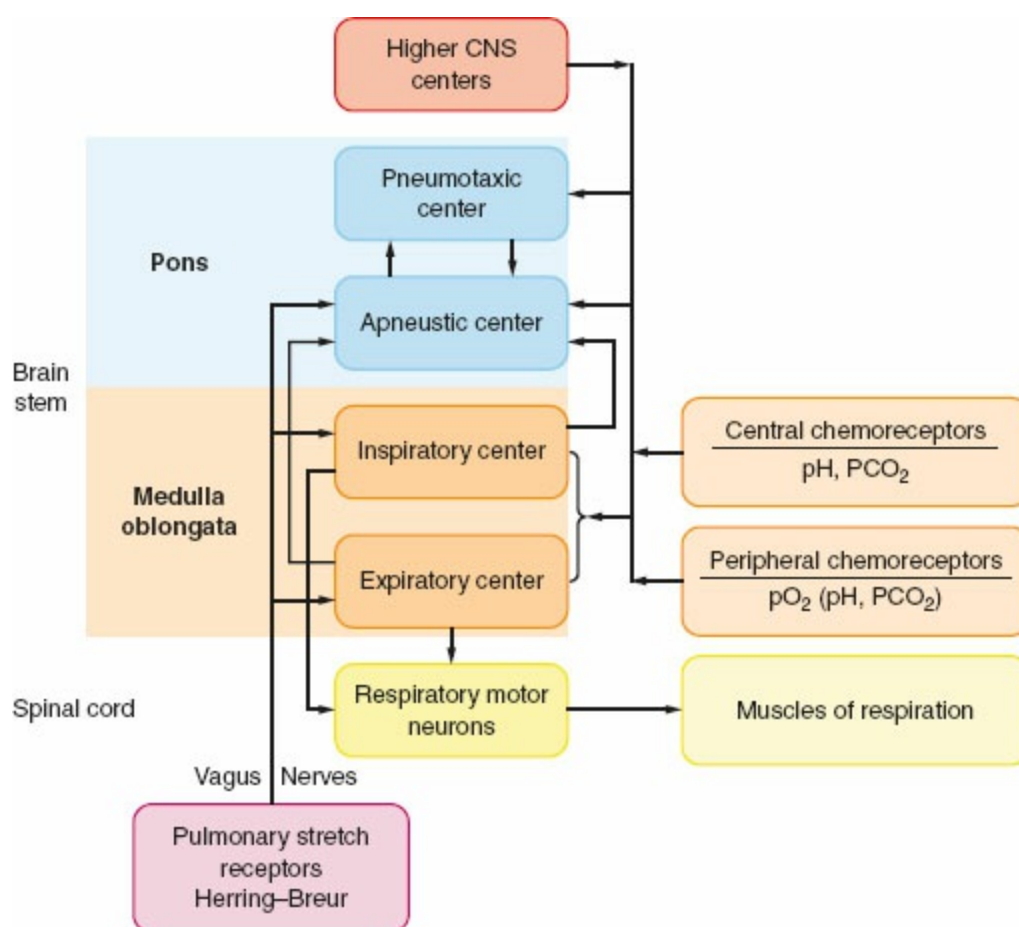 Higher CNS
centers
Pneumotaxic
center
Pons
Apneustic center
Brain
stem
Inspiratory center
Central chemoreceptors
pH, PCO₂
Medulla
oblongata
Expiratory center
Peripheral chemoreceptors
pO₂ (pH, PCO₂)
Spinal cord
Respiratory motor
neurons
Muscles of respiration
Vagus Nerves
Pulmonary stretch
receptors
Herring–Breur